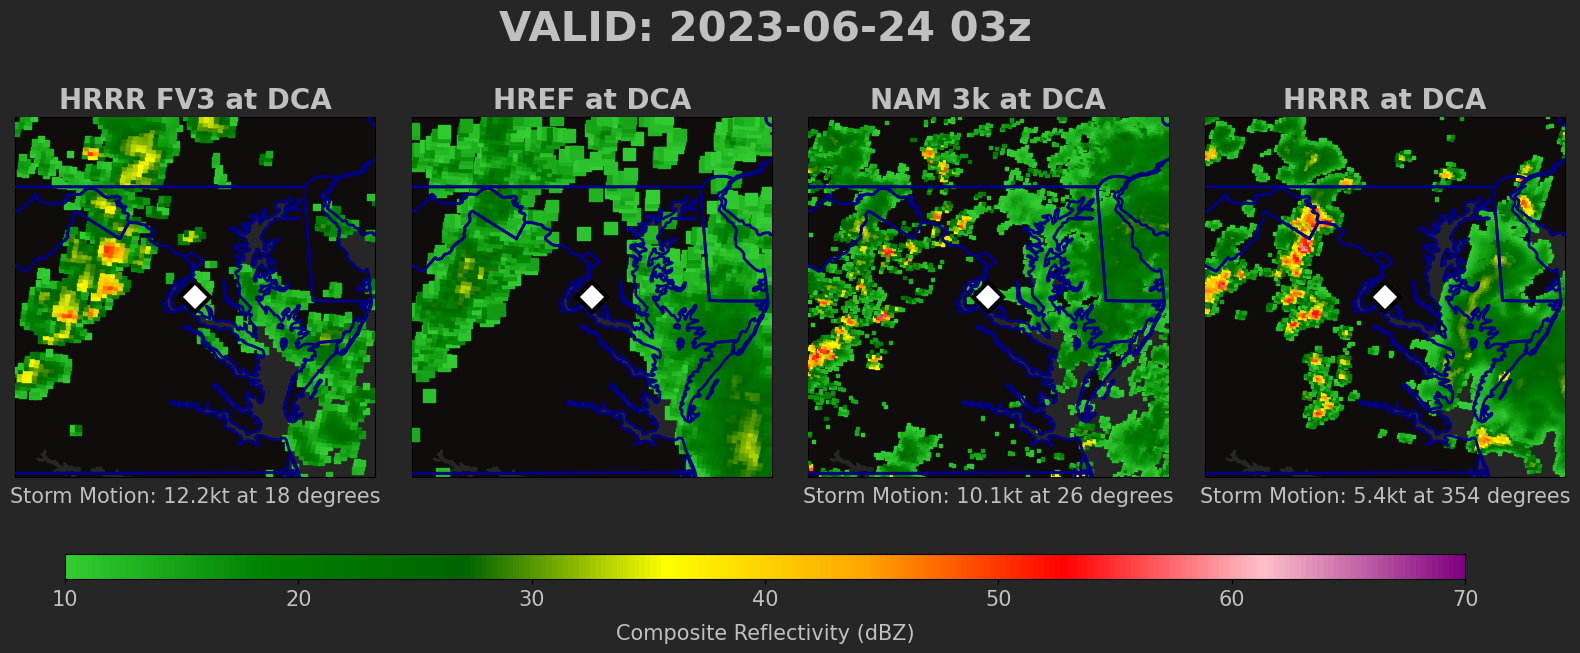 VALID: 2023-06-24 03z
HRRR FV3 at DCA
HREF at DCA
NAM 3k at DCA
HRRR at DCA
Storm Motion: 12.2kt at 18 degrees
Storm Motion: 10.1kt at 26 degrees
Storm Motion: 5.4kt at 354 degrees
10 20 30 40 50 60 70
Composite Reflectivity (dBZ)